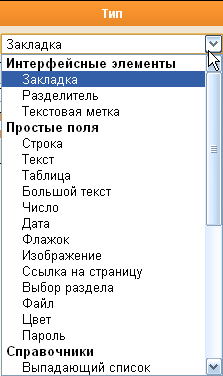 Тип
Закладка
Интерфейсные элементы
Закладка
Разделитель
Текстовая метка
Простые поля
Строка
Текст
Таблица
Большой текст
Число
Дата
Флажок
Изображение
Ссылка на страницу
Выбор раздела
Файл
Цвет
Пароль
Справочники
Выпадающий список